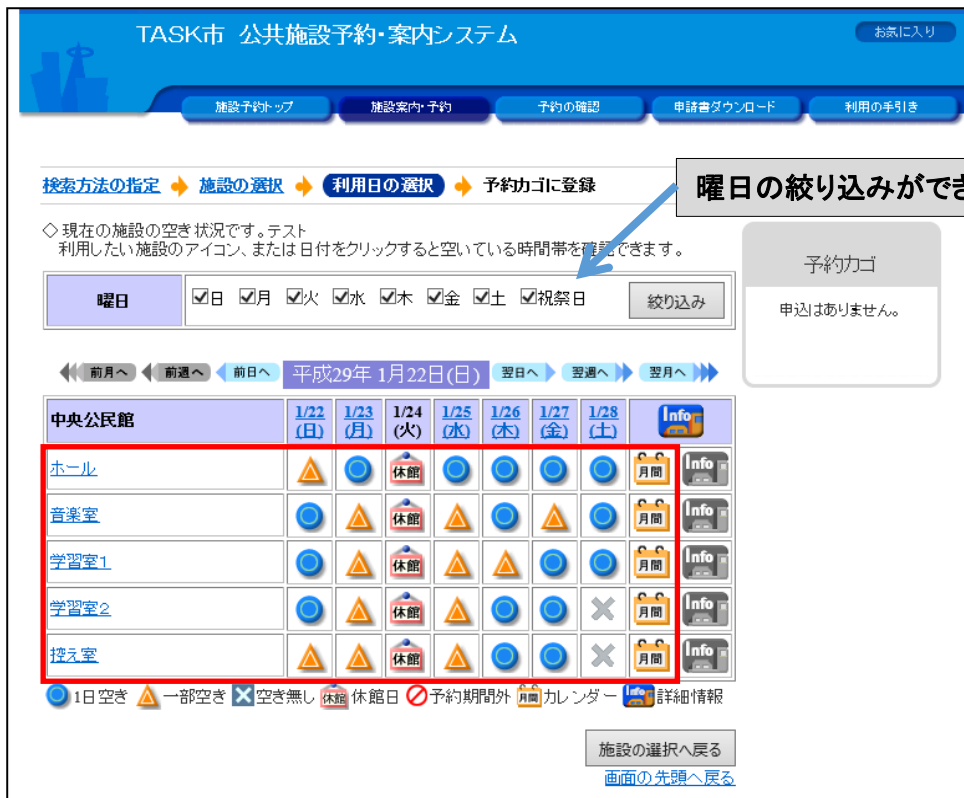 TASK市 公共施設予約・案内システム
お気に入り
施設予約トップ 施設案内・予約 予約の確認 申請書ダウンロード 利用の手引き
検索方法の指定 施設の選択 利用日の選択 予約カゴに登録
曜日の絞り込みができ
◇現在の施設の空き状況です。テスト
利用したい施設のアイコン、または日付をクリックすると空いている時間帯を確認できます。
予約カゴ
申込はありません。
曜日 日 月 火 水 木 金 土 祝祭日 絞り込み
前月へ 前週へ 前日へ 平成29年 1月22日(日) 翌日へ 翌週へ 翌月へ
中央公民館 1/22(日) 1/23(月) 1/24(火) 1/25(水) 1/26(木) 1/27(金) 1/28(土) Info
ホール 休館 月間 Info
音楽室 休館 月間 Info
学習室1 休館 月間 Info
学習室2 休館 月間 Info
控え室 休館 月間 Info
1日空き 一部空き 空き無し 休館 休館日 予約期間外 月間 カレンダー Info 詳細情報
施設の選択へ戻る
画面の先頭へ戻る